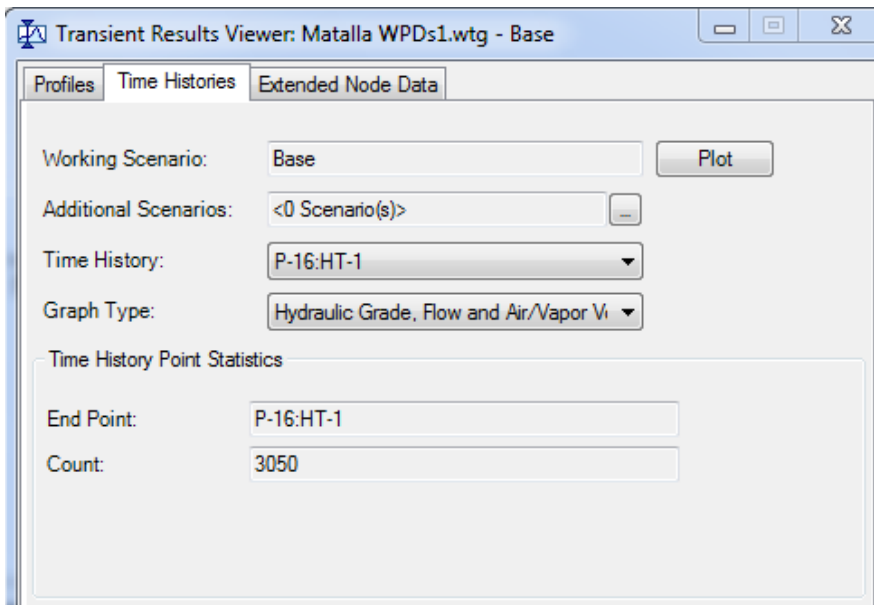 Transient Results Viewer: Matalla WPDs1.wtg - Base
Profiles Time Histories Extended Node Data
Working Scenario: Base Plot
Additional Scenarios: <0 Scenario(s)> ...
Time History: P-16:HT-1
Graph Type: Hydraulic Grade, Flow and Air/Vapor
Time History Point Statistics
End Point: P-16:HT-1
Count: 3050